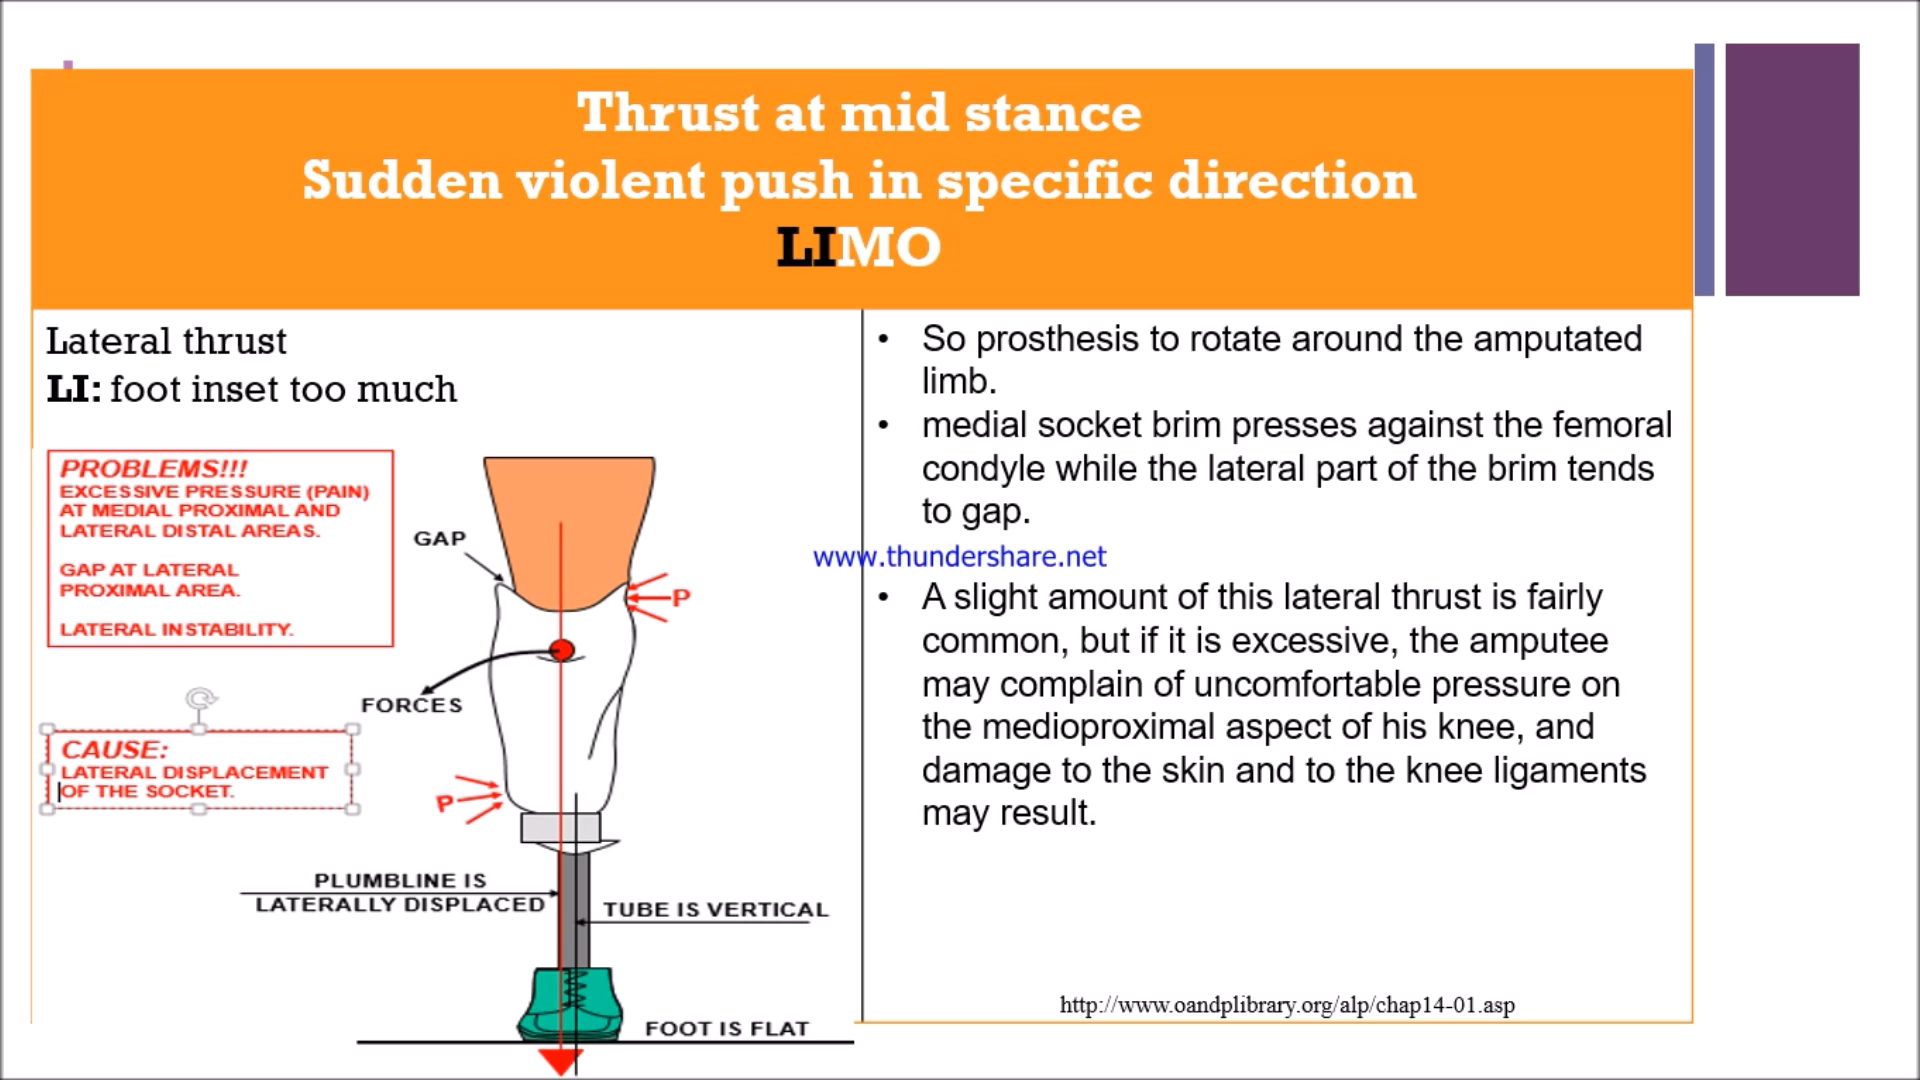 Thrust at mid stance
Sudden violent push in specific direction
LIMO
Lateral thrust
LI: foot inset too much
PROBLEMS!!!
EXCESSIVE PRESSURE (PAIN)
AT MEDIAL PROXIMAL AND
LATERAL DISTAL AREAS.
GAP AT LATERAL
PROXIMAL AREA.
LATERAL INSTABILITY.
GAP
P
FORCES
CAUSE:
LATERAL DISPLACEMENT
OF THE SOCKET.
P
PLUMBLINE IS
LATERALLY DISPLACED
TUBE IS VERTICAL
FOOT IS FLAT
• So prosthesis to rotate around the amputated
limb.
• medial socket brim presses against the femoral
condyle while the lateral part of the brim tends
to gap.
www.thundershare.net
• A slight amount of this lateral thrust is fairly
common, but if it is excessive, the amputee
may complain of uncomfortable pressure on
the medioproximal aspect of his knee, and
damage to the skin and to the knee ligaments
may result.
http://www.oandplibrary.org/alp/chap14-01.asp